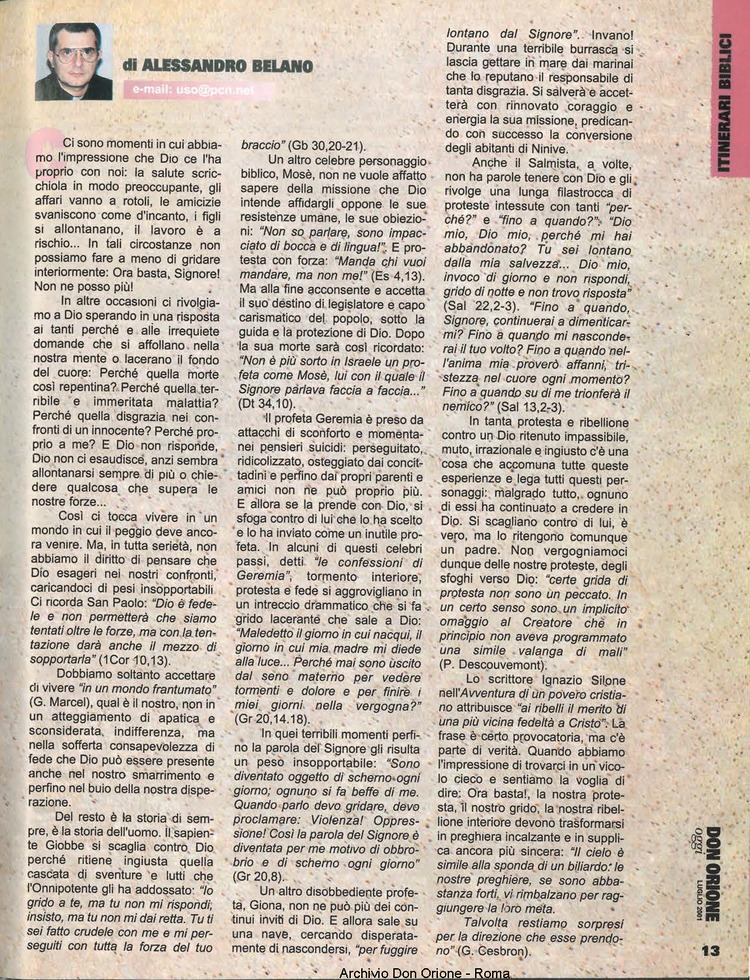 di ALESSANDRO BELANO
e-mail: uso@pcn.net
Ci sono momenti in cui abbia-
mo l'impressione che Dio ce l'ha
proprio con noi: la salute scric-
chiola in modo preoccupante, gli
affari vanno a rotoli, le amicizie
svaniscono come d'incanto, i figli
si allontanano, il lavoro è a
rischio... In tali circostanze non
possiamo fare a meno di gridare
interiormente: Ora basta, Signore!
Non ne posso più!
In altre occasioni ci rivolgia-
mo a Dio sperando in una risposta
ai tanti perché e alle irrequiete
domande che si affollano nella
nostra mente o lacerano il fondo
del cuore: Perché quella morte
così repentina? Perché quella ter-
ribile e immeritata malattia?
Perché quella disgrazia nei con-
fronti di un innocente? Perché pro-
prio a me? E Dio non risponde,
Dio non ci esaudisce, anzi sembra
allontanarsi sempre di più o chie-
dere qualcosa che supera le
nostre forze...
Così ci tocca vivere in un
mondo in cui il peggio deve anco-
ra venire. Ma, in tutta serietà, non
abbiamo il diritto di pensare che
Dio esageri nei nostri confronti,
caricandoci di pesi insopportabili.
Ci ricorda San Paolo: "Dio è fede-
le e non permetterà che siamo
tentati oltre le forze, ma con la ten-
tazione darà anche il mezzo di
sopportarla" (1Cor 10,13).
Dobbiamo soltanto accettare
di vivere "in un mondo frantumato"
(G. Marcel), qual è il nostro, non in
un atteggiamento di apatica e
sconsiderata, indifferenza, ma
nella sofferta consapevolezza di
fede che Dio può essere presente
anche nel nostro smarrimento e
perfino nel buio della nostra dispe-
razione.
Del resto è la storia di sem-
pre, è la storia dell'uomo. Il sapien-
te Giobbe si scaglia contro Dio
perché ritiene ingiusta quella
cascata di sventure e lutti che
l'Onnipotente gli ha addossato: "Io
grido a te, ma tu non mi rispondi,
insisto, ma tu non mi dai retta. Tu ti
sei fatto crudele con me e mi per-
seguiti con tutta la forza del tuo
braccio" (Gb 30,20-21).
Un altro celebre personaggio
biblico, Mosè, non ne vuole affatto
sapere della missione che Dio
intende affidargli oppone le sue
resistenze umane, le sue obiezio-
ni: "Non so parlare, sono impac-
ciato di bocca e di lingua!". E pro-
testa con forza: "Manda chi vuoi
mandare, ma non me!" (Es 4,13).
Ma alla fine acconsente e accetta
il suo destino di legislatore e capo
carismatico del popolo, sotto la
guida e la protezione di Dio. Dopo
la sua morte sarà così ricordato:
"Non è più sorto in Israele un pro-
feta come Mosè, lui con il quale il
Signore parlava faccia a faccia..."
(Dt 34,10).
Il profeta Geremia è preso da
attacchi di sconforto e momenta-
nei pensieri suicidi: perseguitato,
ridicolizzato, osteggiato dai concit-
tadini e perfino dai propri parenti e
amici non ne può proprio più.
E allora se la prende con Dio, si
sfoga contro di lui che lo ha scelto
e lo ha inviato come un inutile pro-
feta. In alcuni di questi celebri
passi, detti "le confessioni di
Geremia", tormento interiore,
protesta e fede si aggrovigliano in
un intreccio drammatico che si fa
grido lacerante che sale a Dio:
"Maledetto il giorno in cui nacqui, il
giorno in cui mia madre mi diede
alla luce... Perché mai sono uscito
dal seno materno per vedere
tormenti e dolore e per finire i
miei giorni nella vergogna?"
(Gr 20,14.18).
In quei terribili momenti perfi-
no la parola del Signore gli risulta
un peso insopportabile: "Sono
diventato oggetto di scherno ogni
giorno; ognuno si fa beffe di me.
Quando parlo devo gridare, devo
proclamare: Violenza! Oppres-
sione! Così la parola del Signore è
diventata per me motivo di obbro-
brio e di scherno ogni giorno"
(Gr 20,8).
Un altro disobbediente profe-
ta, Giona, non ne può più dei con-
tinui inviti di Dio. E allora sale su
una nave, cercando disperata-
mente di nascondersi, "per fuggire
lontano dal Signore". Invano!
Durante una terribile burrasca si
lascia gettare in mare dai marinai
che lo reputano il responsabile di
tanta disgrazia. Si salverà e accet-
terà con rinnovato coraggio e
energia la sua missione, predican-
do con successo la conversione
degli abitanti di Ninive.
Anche il Salmista, a volte,
non ha parole tenere con Dio e gli
rivolge una lunga filastrocca di
proteste intessute con tanti "per-
ché?" e "fino a quando?": "Dio
mio, Dio mio, perché mi hai
abbandonato? Tu sei lontano
dalla mia salvezza... Dio mio,
invoco di giorno e non rispondi,
grido di notte e non trovo risposta"
(Sal 22,2-3). "Fino a quando,
Signore, continuerai a dimenticar-
mi? Fino a quando mi nasconde-
rai il tuo volto? Fino a quando nel-
l'anima mia proverò affanni, tri-
stezza nel cuore ogni momento?
Fino a quando su di me trionferà il
nemico?" (Sal 13,2-3).
In tanta protesta e ribellione
contro un Dio ritenuto impassibile,
muto, irrazionale e ingiusto c'è una
cosa che accomuna tutte queste
esperienze e lega tutti questi per-
sonaggi: malgrado tutto, ognuno
di essi ha continuato a credere in
Dio. Si scagliano contro di lui, è
vero, ma lo ritengono comunque
un padre. Non vergogniamoci
dunque delle nostre proteste, degli
sfoghi verso Dio: "certe grida di
protesta non sono un peccato. In
un certo senso sono un implicito
omaggio al Creatore che in
principio non aveva programmato
una simile valanga di mali"
(P. Descouvemont).
Lo scrittore Ignazio Silone
nell'Avventura di un povero cristia-
no attribuisce "ai ribelli il merito di
una più vicina fedeltà a Cristo". La
frase è certo provocatoria, ma c'è
parte di verità. Quando abbiamo
l'impressione di trovarci in un vico-
lo cieco e sentiamo la voglia di
dire: Ora basta!, la nostra prote-
sta, il nostro grido, la nostra ribel-
lione interiore devono trasformarsi
in preghiera incalzante e in suppli-
ca ancora più sincera: "Il cielo è
simile alla sponda di un biliardo: le
nostre preghiere, se sono abba-
stanza forti, vi rimbalzano per rag-
giungere la loro meta.
Talvolta restiamo sorpresi
per la direzione che esse prendo-
no" (G. Cesbron).
ITINERARI BIBLICI
DON ORIONE
oggi
LUGLIO 2001
13
Archivio Don Orione - Roma